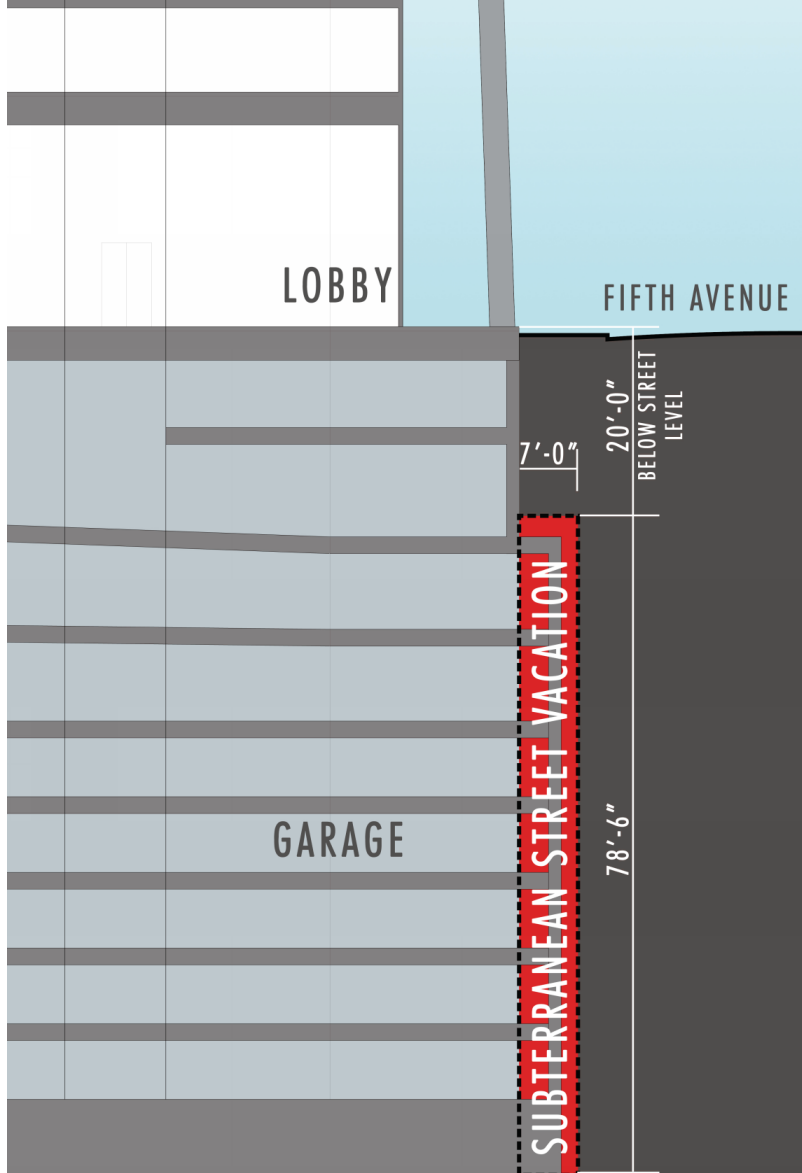 LOBBY
FIFTH AVENUE
20'-0"
BELOW STREET
LEVEL
7'-0"
SUBTERRANEAN STREET VACATION
78'-6"
GARAGE